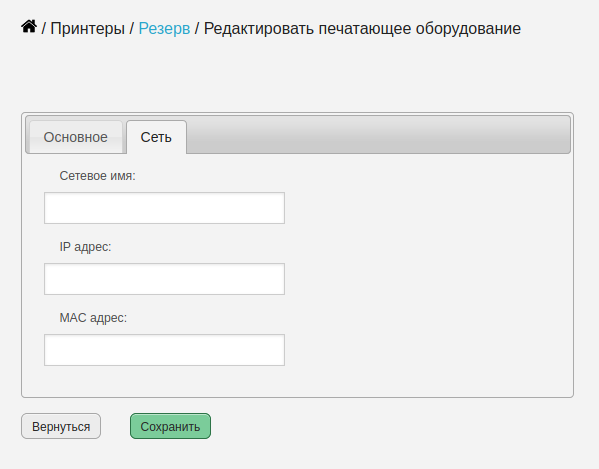 / Принтеры / Резерв / Редактировать печатающее оборудование
Основное Сеть
Сетевое имя:
IP адрес:
MAC адрес:
Вернуться Сохранить